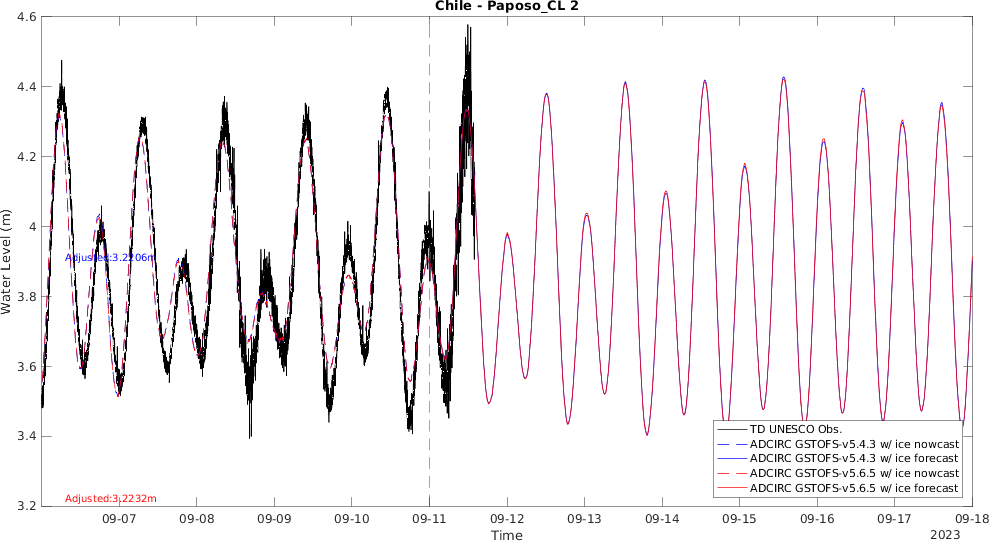 Chile - Paposo_CL 2
Water Level (m)
4.6
4.4
4.2
4
3.8
3.6
3.4
3.2
Adjusted:3.2206m
Adjusted:3.2232m
TD UNESCO Obs.
ADCIRC GSTOFS-v5.4.3 w/ ice nowcast
ADCIRC GSTOFS-v5.4.3 w/ ice forecast
ADCIRC GSTOFS-v5.6.5 w/ ice nowcast
ADCIRC GSTOFS-v5.6.5 w/ ice forecast
09-07 09-08 09-09 09-10 09-11 09-12 09-13 09-14 09-15 09-16 09-17 09-18
Time
2023